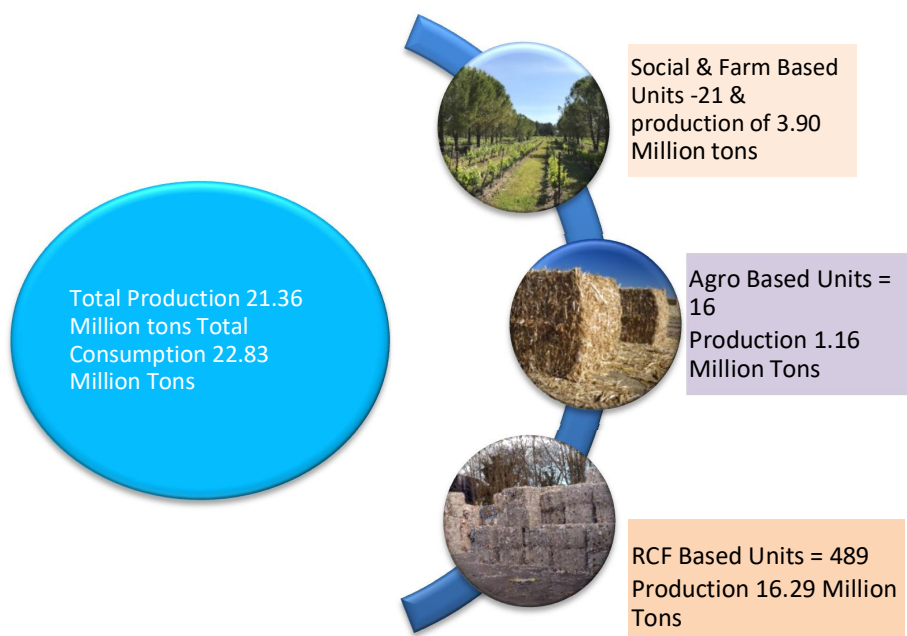 Social & Farm Based
Units -21 &
production of 3.90
Million tons
Total Production 21.36
Million tons Total
Consumption 22.83
Million Tons
Agro Based Units =
16
Production 1.16
Million Tons
RCF Based Units = 489
Production 16.29 Million
Tons